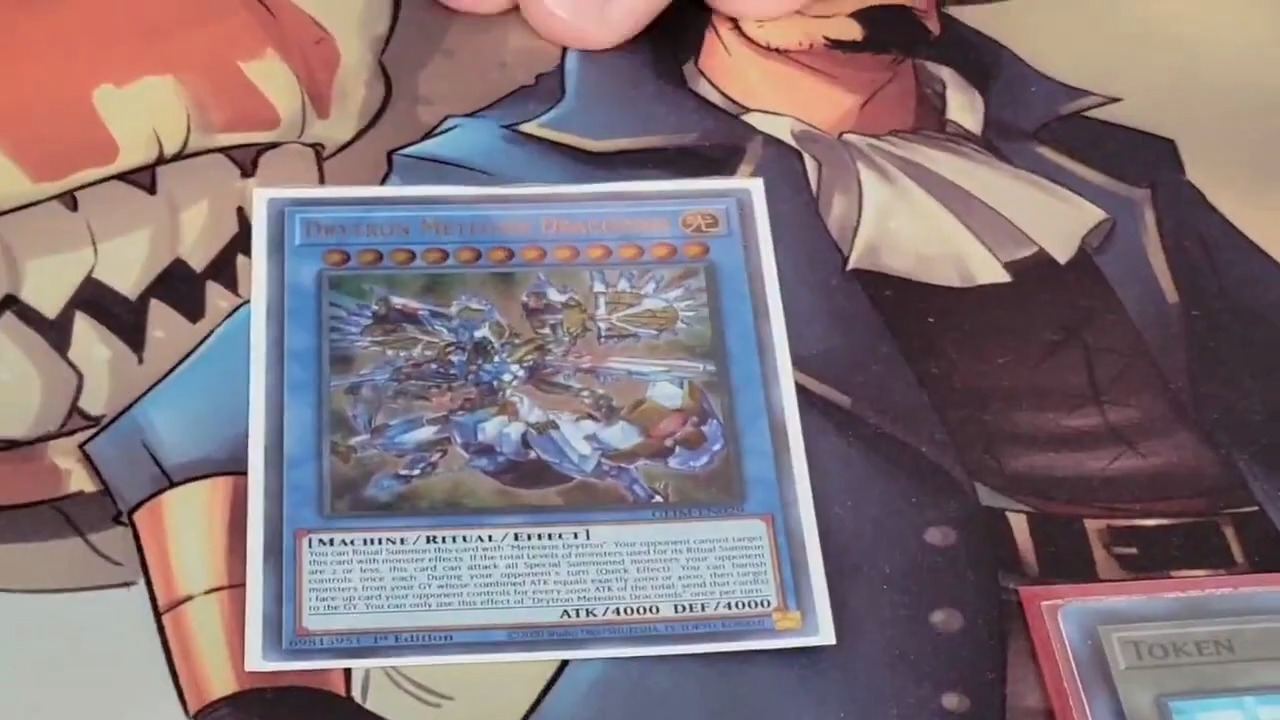 DRYTRON METEONIS DRACONIDS
[MACHINE/RITUAL/EFFECT]
You can Ritual Summon this card with "Meteonis Drytron". Your opponent cannot target
this card with monster effects. If the total Levels of monsters used for its Ritual Summon
are 2 or less, this card can attack all Special Summoned monsters your opponent
controls, once each. During your opponent's turn (Quick Effect): You can banish
monsters from your GY whose combined ATK equals exactly 2000 or 4000, then target
1 face-up card your opponent controls for every 2000 ATK of the total; send that card(s)
to the GY. You can only use this effect of "Drytron Meteonis Draconids" once per turn.
ATK/4000 DEF/4000
69815951 1st Edition
©2020 Studio Dice/SHUEISHA, TV TOKYO, KONAMI
TOKEN